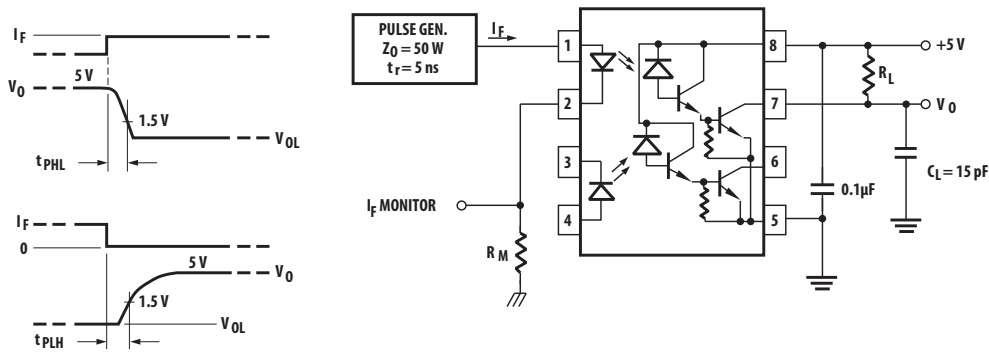 I_F
V_O
5 V
1.5 V
V_OL
t_PHL
I_F
0
5 V
V_O
1.5 V
V_OL
t_PLH
PULSE GEN.
Z_O = 50 W
t_r = 5 ns
I_F
1
2
3
4
8
7
6
5
I_F MONITOR
R_M
+5 V
R_L
V_O
0.1µF
C_L = 15 pF